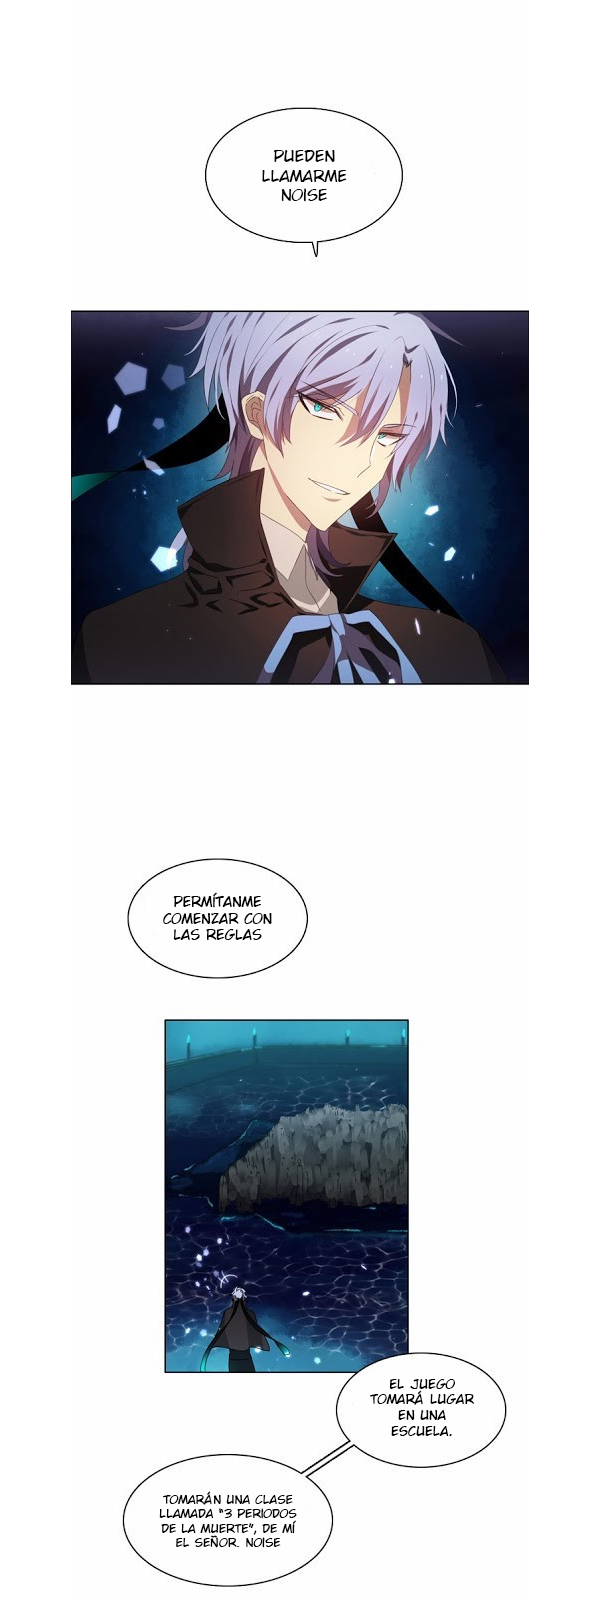 PUEDEN
LLAMARME
NOISE
PERMÍTANME
COMENZAR CON
LAS REGLAS
EL JUEGO
TOMARÁ LUGAR
EN UNA
ESCUELA.
TOMARÁN UNA CLASE
LLAMADA "3 PERIODOS
DE LA MUERTE", DE MÍ
EL SEÑOR. NOISE